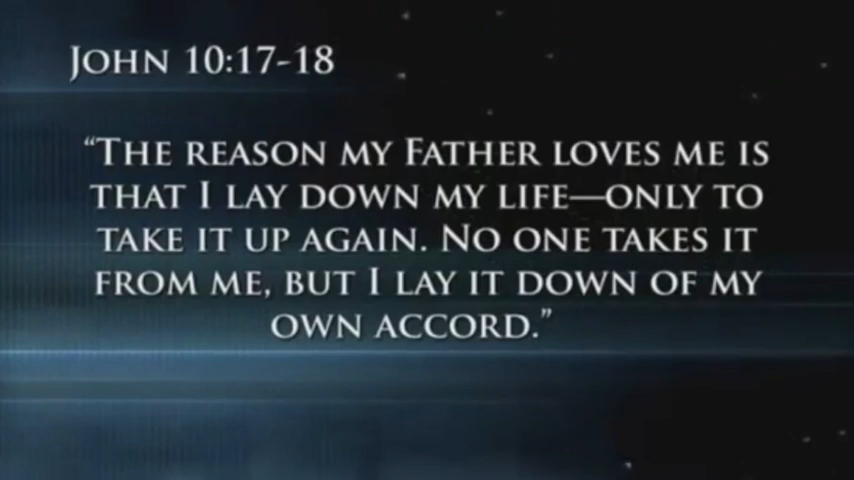 John 10:17-18
“The reason my Father loves me is
that I lay down my life—only to
take it up again. No one takes it
from me, but I lay it down of my
own accord.”